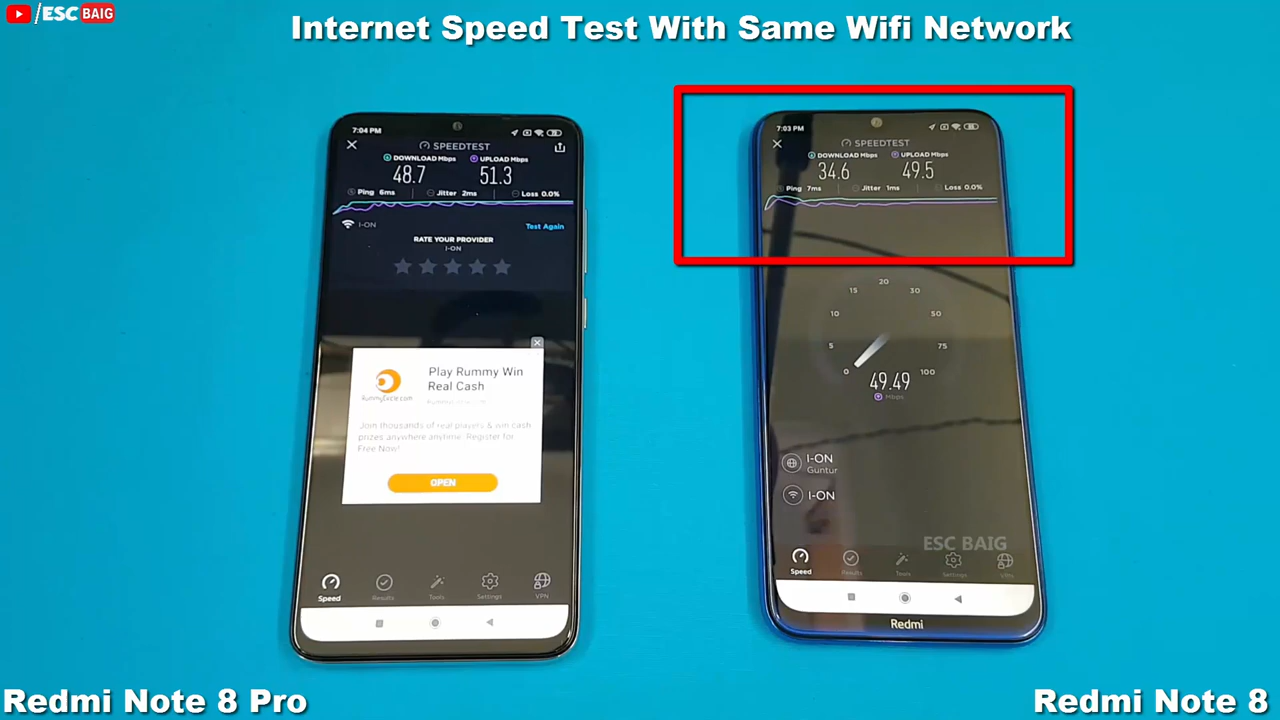 ESC BAIG
Internet Speed Test With Same Wifi Network
7:04 PM
SPEEDTEST
DOWNLOAD Mbps
UPLOAD Mbps
48.7
51.3
Ping 6ms
Jitter 2ms
Loss 0.0%
I-ON
Test Again
RATE YOUR PROVIDER
I-ON
Play Rummy Win
Real Cash
RummyCircle.com
Join thousands of real players & win cash
prizes anywhere anytime. Register for
Free Now!
OPEN
Speed
Results
Tools
Settings
VPN
7:03 PM
SPEEDTEST
DOWNLOAD Mbps
UPLOAD Mbps
34.6
49.5
Ping 7ms
Jitter 1ms
Loss 0.0%
0
5
10
15
20
30
50
75
100
49.49
Mbps
I-ON
Guntur
I-ON
ESC BAIG
Speed
Results
Tools
Settings
VPN
Redmi
Redmi Note 8 Pro
Redmi Note 8